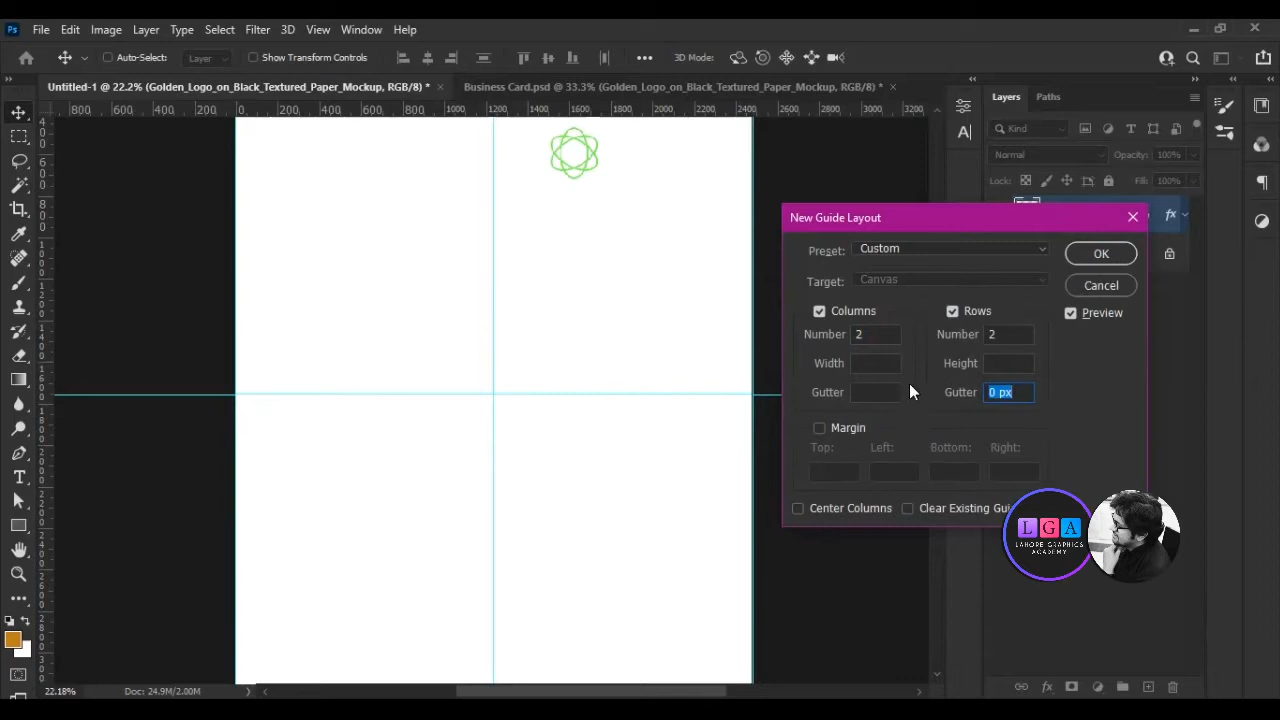 Ps File Edit Image Layer Type Select Filter 3D View Window Help
Auto-Select: Layer Show Transform Controls 3D Mode:
Untitled-1 @ 22.2% (Golden_Logo_on_Black_Textured_Paper_Mockup, RGB/8) * × Business Card.psd @ 33.3% (Golden_Logo_on_Black_Textured_Paper_Mockup, RGB/8) * ×
800 600 400 200 0 200 400 600 800 1000 1200 1400 1600 1800 2000 2200 2400 2600 2800 3000 3200
Layers Paths
Kind
Normal Opacity: 100%
Lock: Fill: 100%
fx
New Guide Layout
Preset: Custom
OK
Target: Canvas
Cancel
Columns Rows
Preview
Number 2 Number 2
Width Height
Gutter Gutter 0 px
Margin
Top: Left: Bottom: Right:
Center Columns Clear Existing Gui
L G A
LAHORE GRAPHICS
ACADEMY
22.18% Doc: 24.9M/2.00M
fx